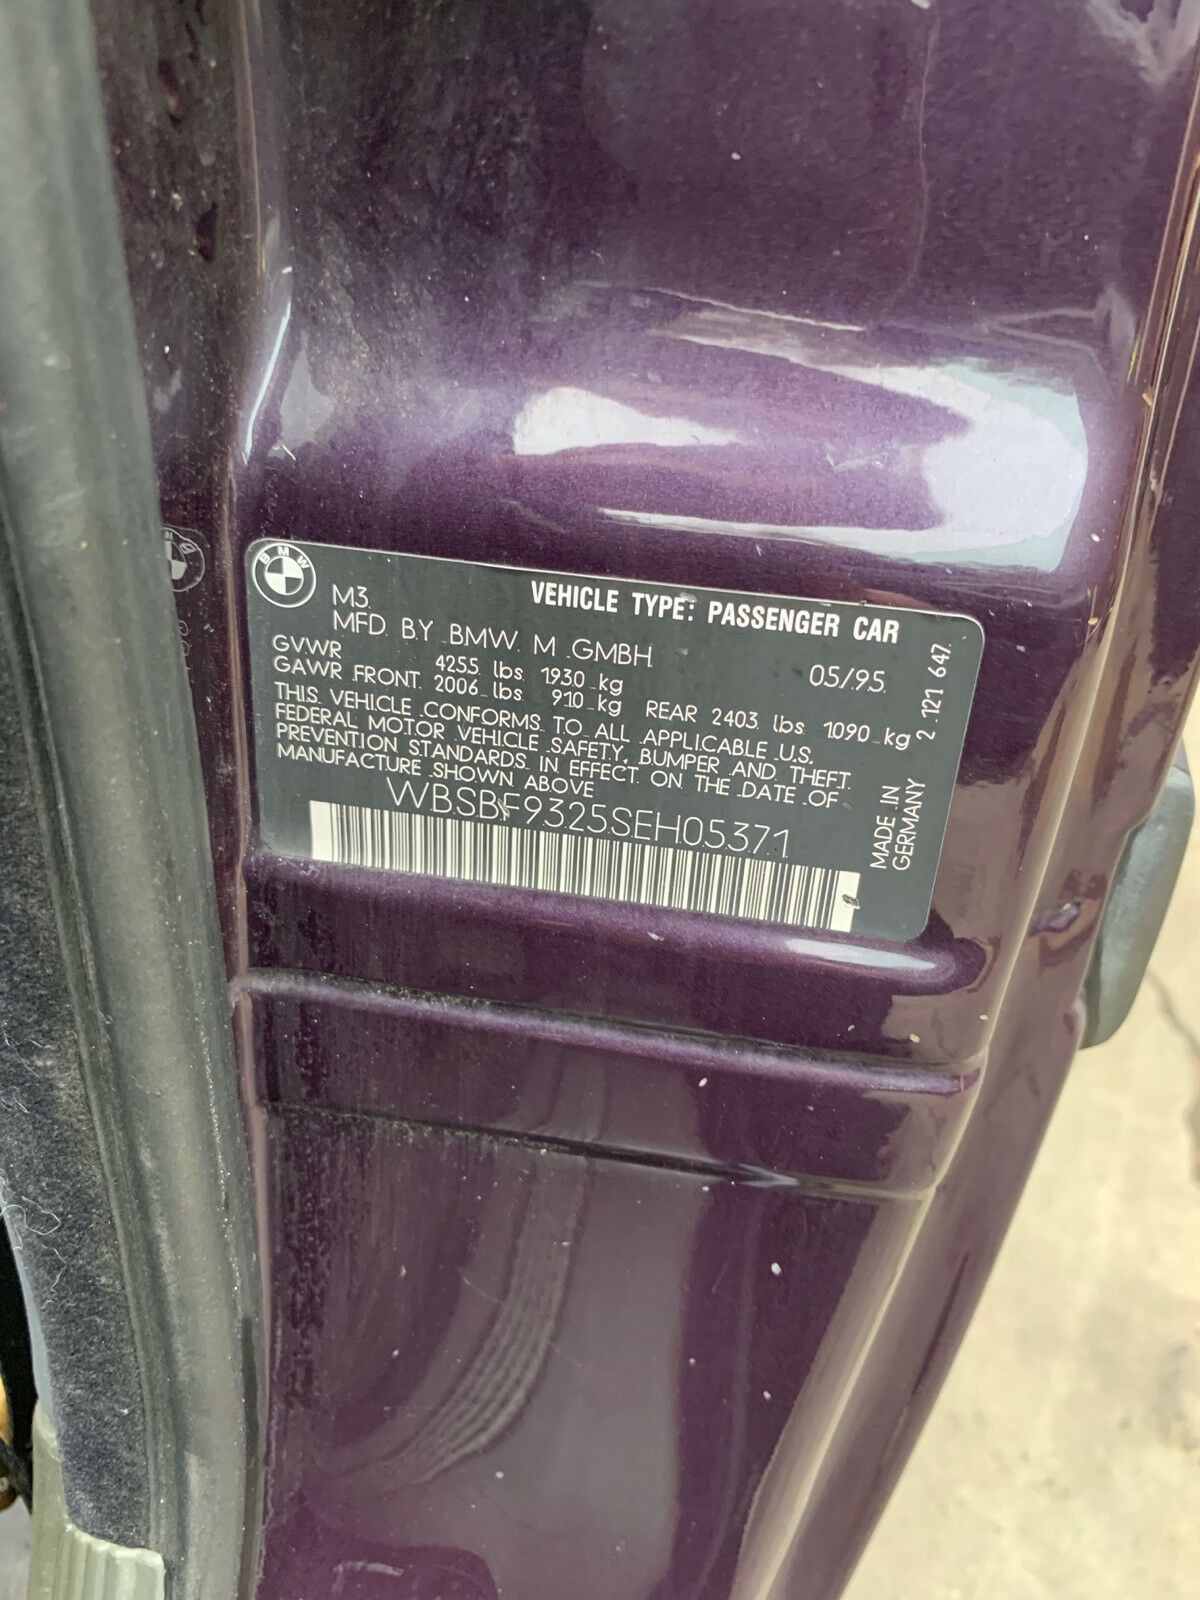 BMW
M3
VEHICLE TYPE: PASSENGER CAR
MFD. BY BMW M GMBH
05/95
GVWR 4255 lbs 1930 kg
GAWR FRONT 2006 lbs 910 kg REAR 2403 lbs 1090 kg
THIS VEHICLE CONFORMS TO ALL APPLICABLE U.S.
FEDERAL MOTOR VEHICLE SAFETY, BUMPER AND THEFT
PREVENTION STANDARDS IN EFFECT ON THE DATE OF
MANUFACTURE SHOWN ABOVE
WBSBF9325SEH05371
2 121 647
MADE IN
GERMANY